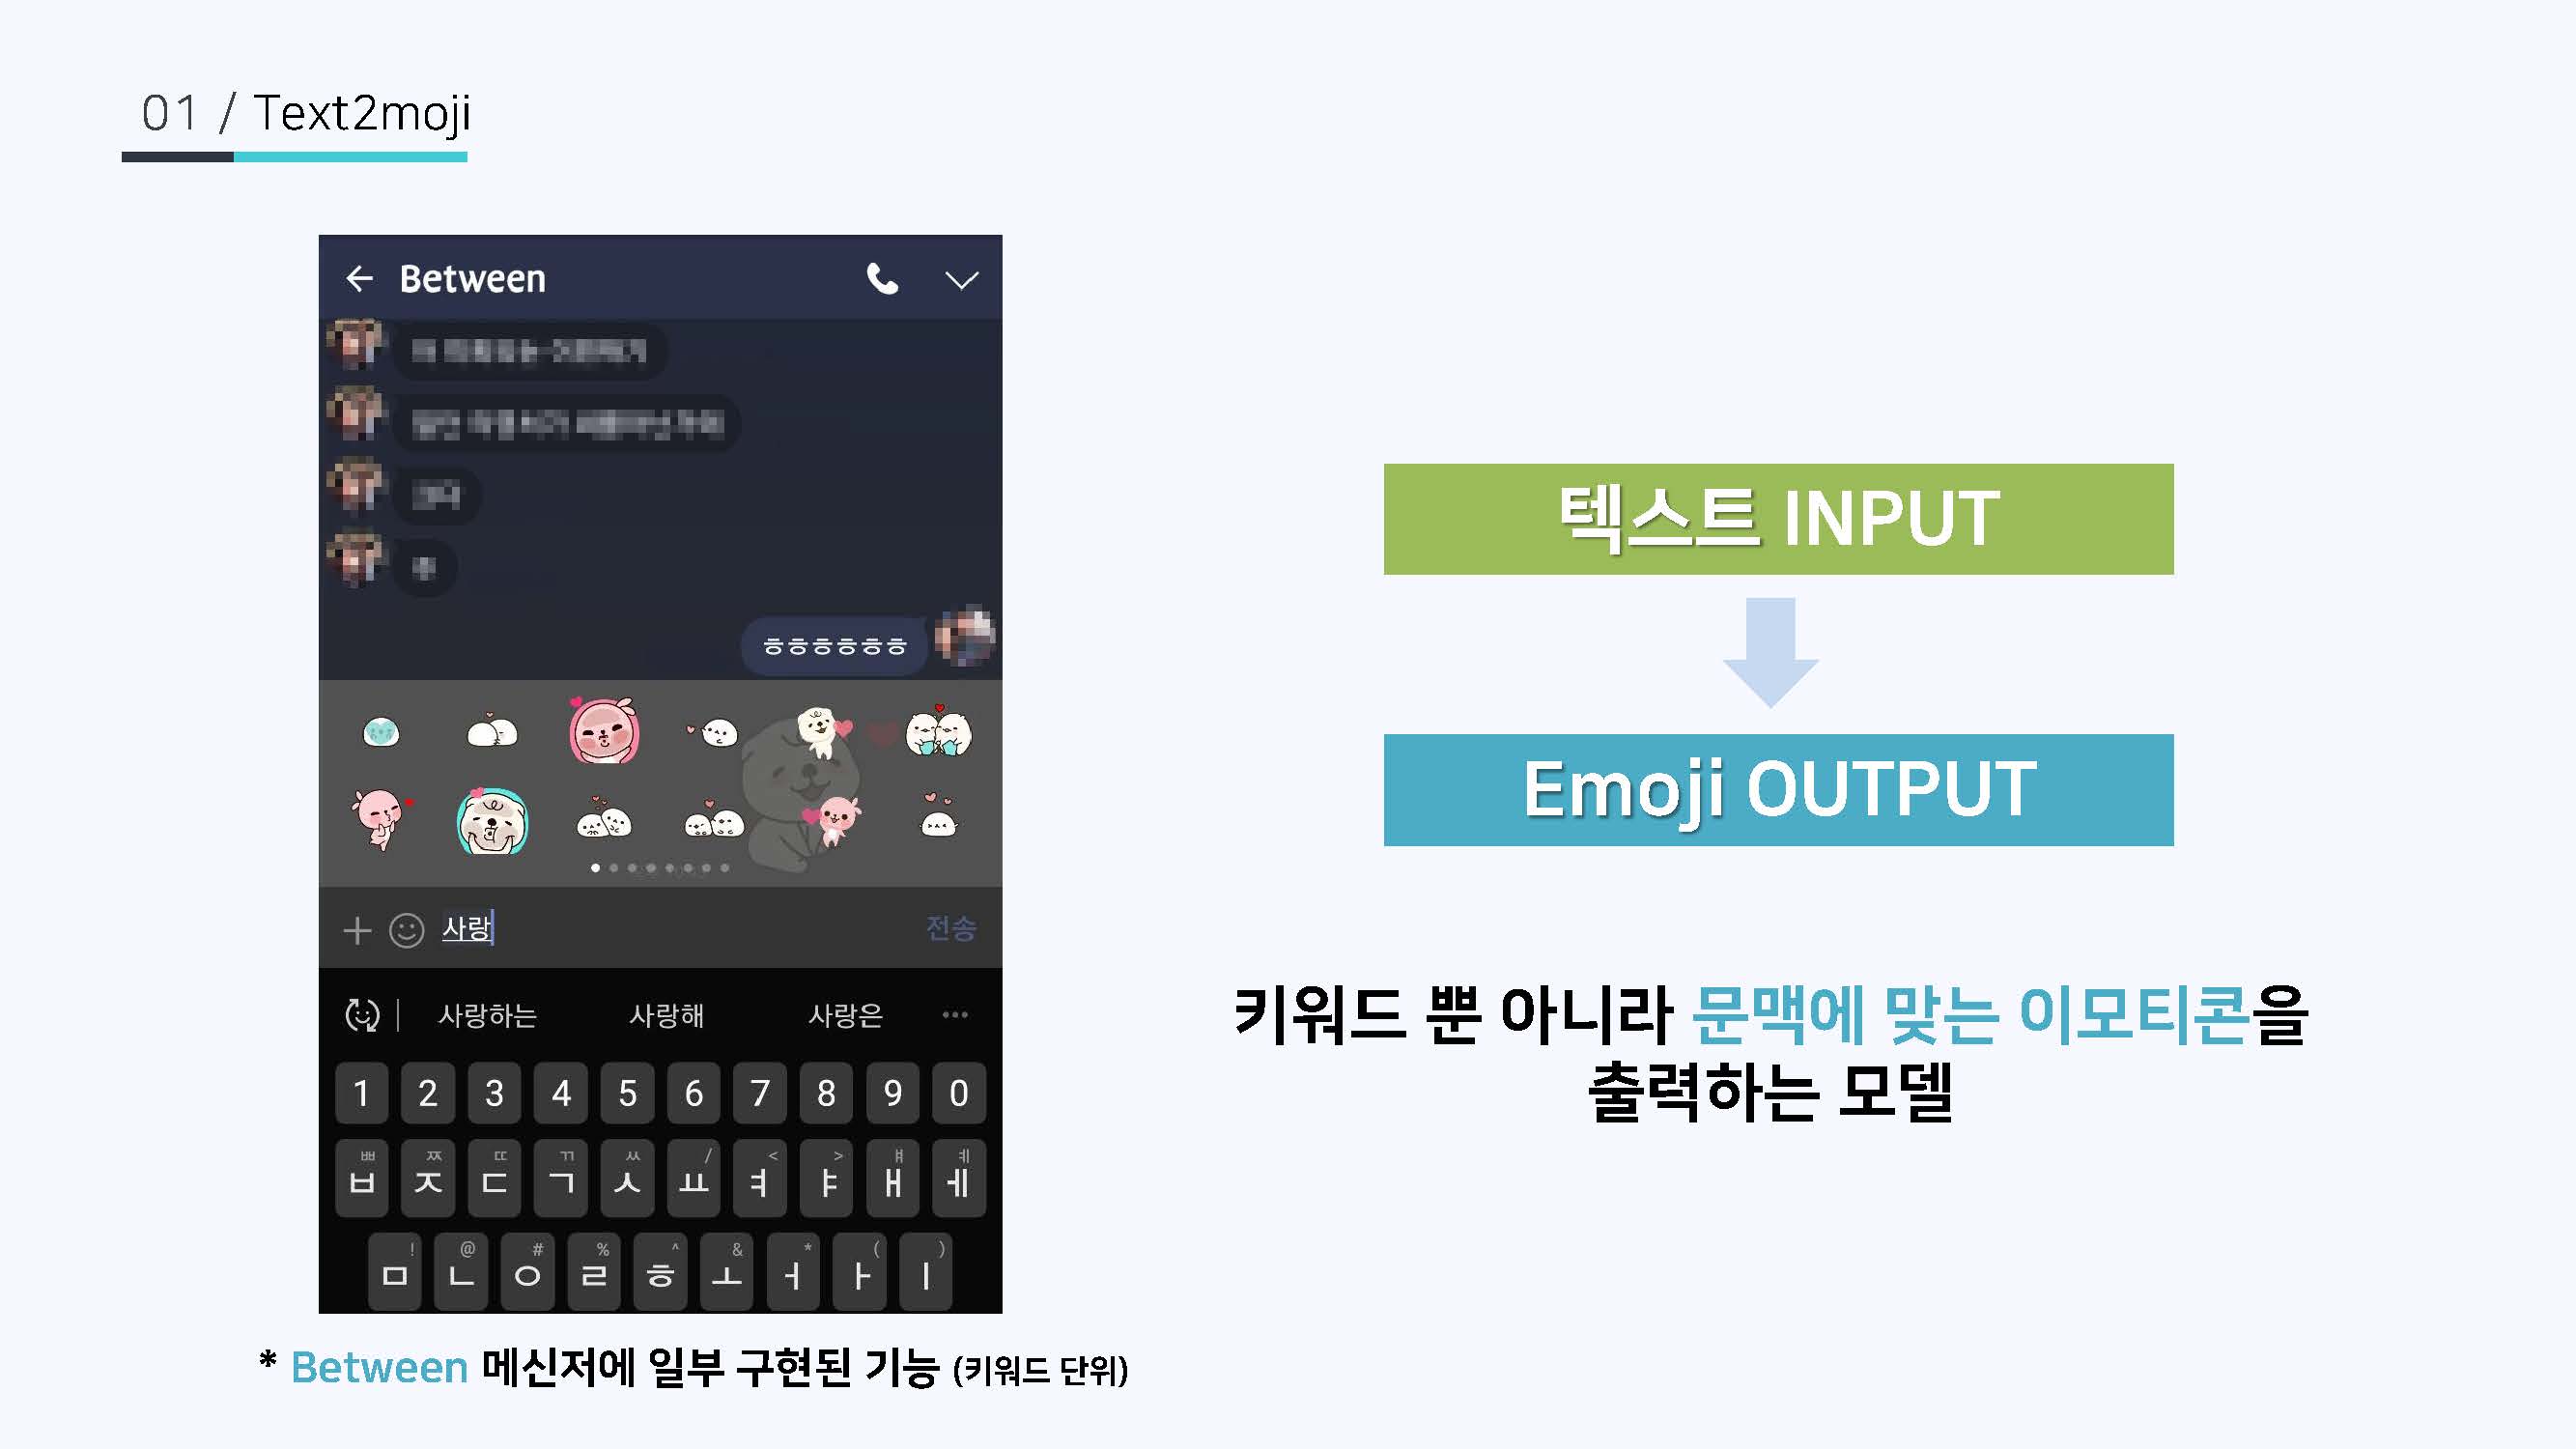 01 / Text2moji
Between
ㅎㅎㅎㅎㅎㅎ
사랑
전송
사랑하는 사랑해 사랑은 ...
1 2 3 4 5 6 7 8 9 0
ㅃ ㅉ ㄸ ㄲ ㅆ / < > ㅒ ㅖ
ㅂ ㅈ ㄷ ㄱ ㅅ ㅛ ㅕ ㅑ ㅐ ㅔ
! @ # % ^ & * ( )
ㅁ ㄴ ㅇ ㄹ ㅎ ㅗ ㅓ ㅏ ㅣ
* Between 메신저에 일부 구현된 기능 (키워드 단위)
텍스트 INPUT
Emoji OUTPUT
키워드 뿐 아니라 문맥에 맞는 이모티콘을
출력하는 모델